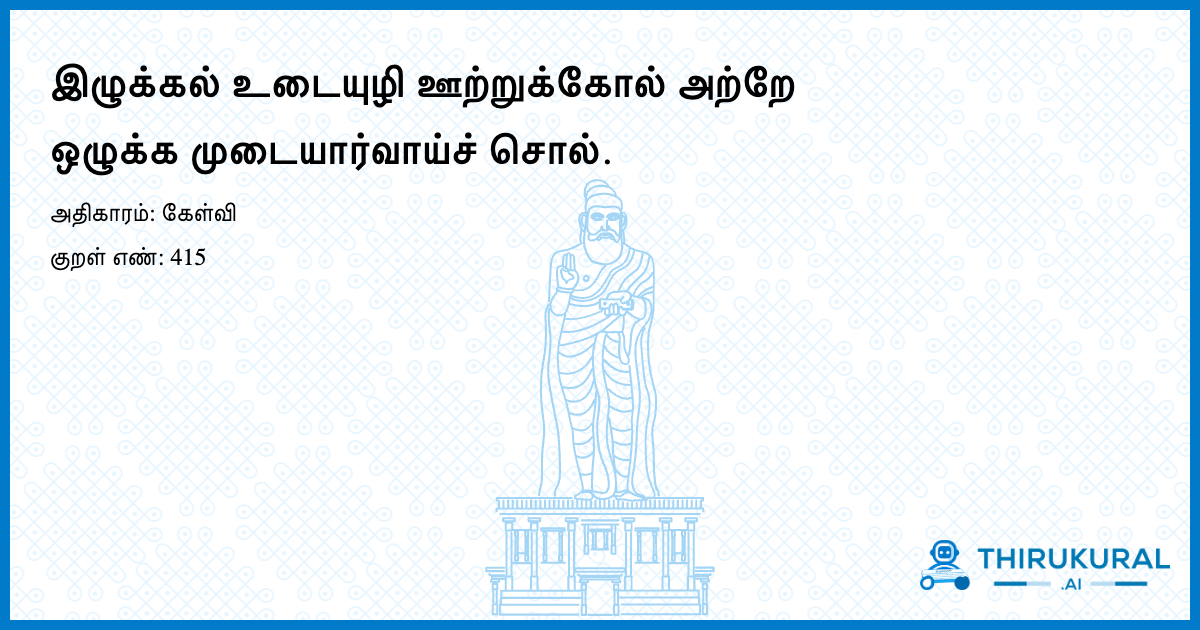 இழுக்கல் உடையுழி ஊற்றுக்கோல் அற்றே
ஒழுக்க முடையார்வாய்ச் சொல்.
அதிகாரம்: கேள்வி
குறள் எண்: 415
THIRUKURAL
.AI